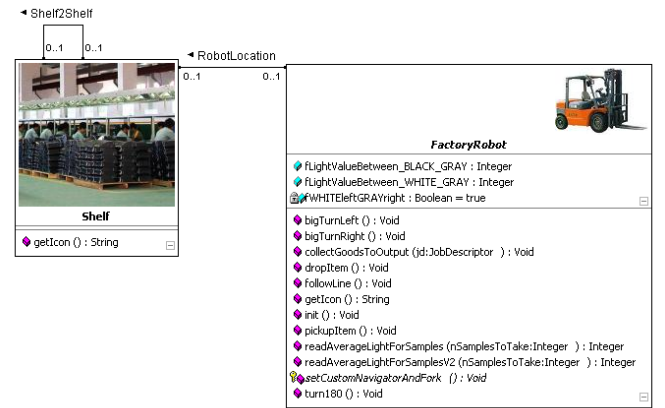 ◄ Shelf2Shelf
0..1 0..1
◄ RobotLocation
0..1 0..1
Shelf
getIcon () : String
FactoryRobot
fLightValueBetween_BLACK_GRAY : Integer
fLightValueBetween_WHITE_GRAY : Integer
fWHITEleftGRAYright : Boolean = true
bigTurnLeft () : Void
bigTurnRight () : Void
collectGoodsToOutput (jd:JobDescriptor ) : Void
dropItem () : Void
followLine () : Void
getIcon () : String
init () : Void
pickupItem () : Void
readAverageLightForSamples (nSamplesToTake:Integer ) : Integer
readAverageLightForSamplesV2 (nSamplesToTake:Integer ) : Integer
setCustomNavigatorAndFork () : Void
turn180 () : Void